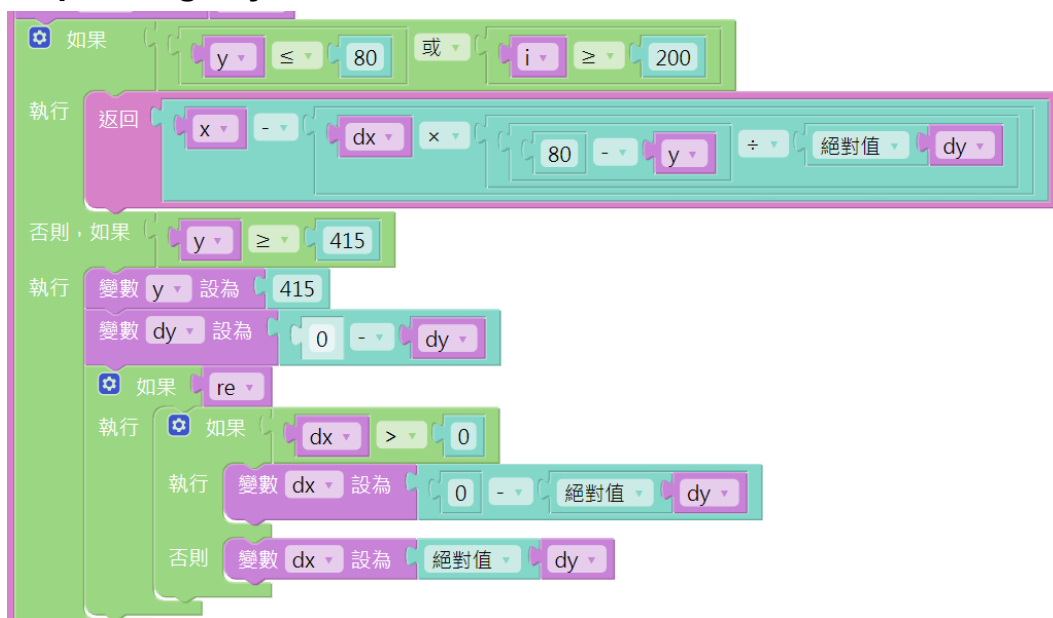 如果 y ≤ 80 或 i ≥ 200
執行 返回 x - dx × 80 - y ÷ 絕對值 dy
否則，如果 y ≥ 415
執行 變數 y 設為 415
變數 dy 設為 0 - dy
如果 re
執行 如果 dx > 0
執行 變數 dx 設為 0 - 絕對值 dy
否則 變數 dx 設為 絕對值 dy